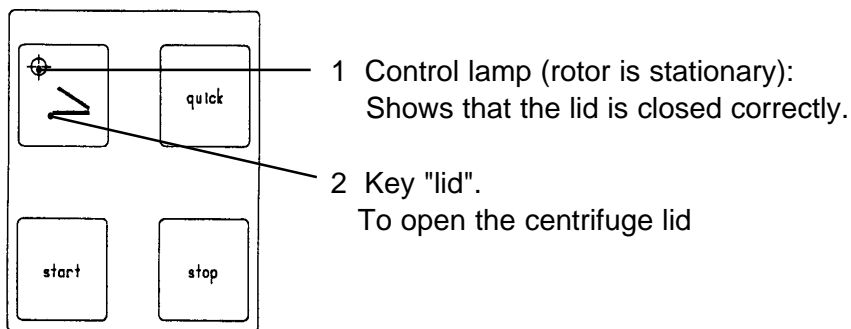 quick
start
stop
1 Control lamp (rotor is stationary):
Shows that the lid is closed correctly.
2 Key "lid".
To open the centrifuge lid